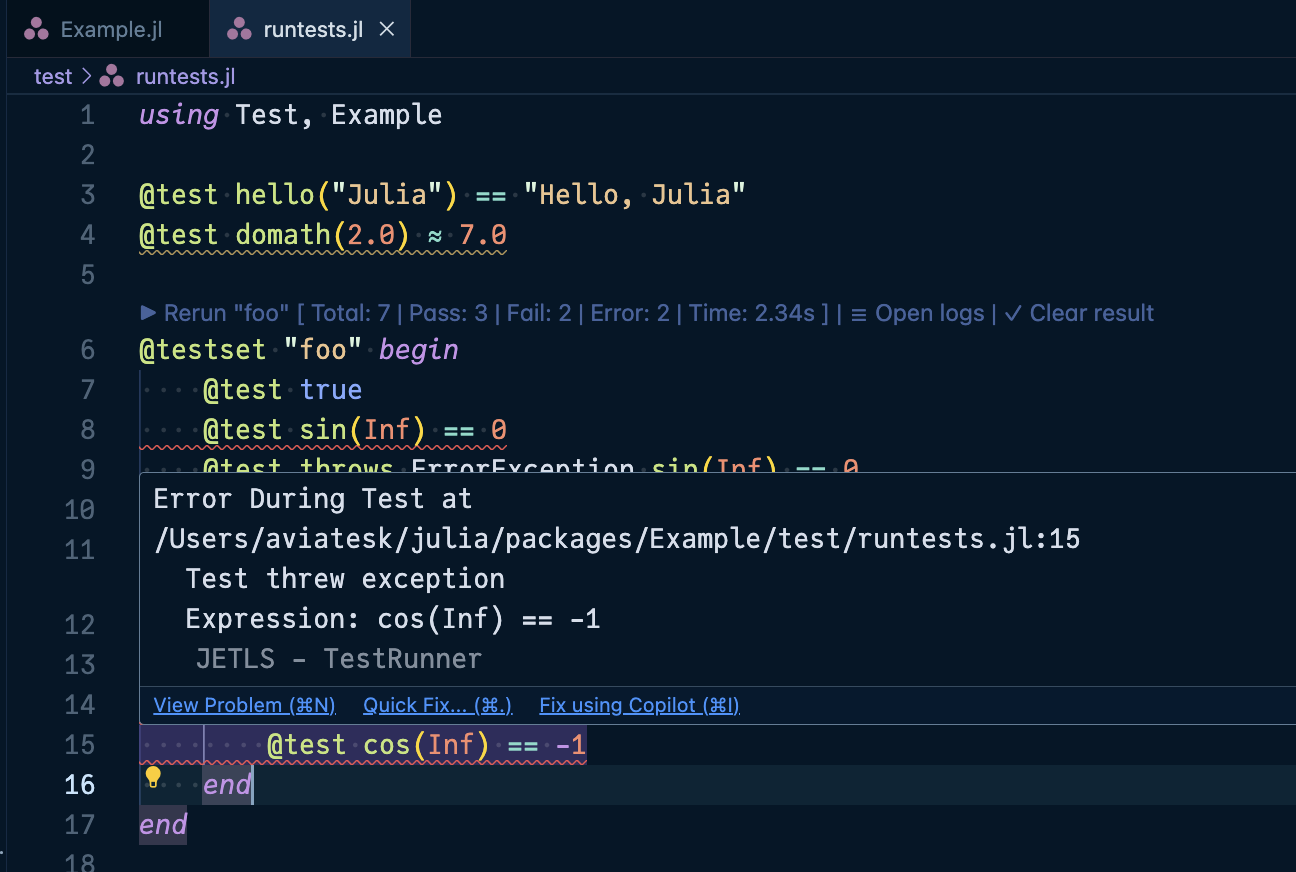 Example.jl runtests.jl
test > runtests.jl
1 using Test, Example
2
3 @test hello("Julia") == "Hello, Julia"
4 @test domath(2.0) ≈ 7.0
5
▶ Rerun "foo" [ Total: 7 | Pass: 3 | Fail: 2 | Error: 2 | Time: 2.34s ] | ≡ Open logs | ✓ Clear result
6 @testset "foo" begin
7 @test true
8 @test sin(Inf) == 0
9 @test_throws ErrorException sin(Inf) == 0
10 Error During Test at
/Users/aviatesk/julia/packages/Example/test/runtests.jl:15
11
Test threw exception
12 Expression: cos(Inf) == -1
13 JETLS - TestRunner
14 View Problem (⌘N) Quick Fix... (⌘.) Fix using Copilot (⌘I)
15 @test cos(Inf) == -1
16 end
17 end
18